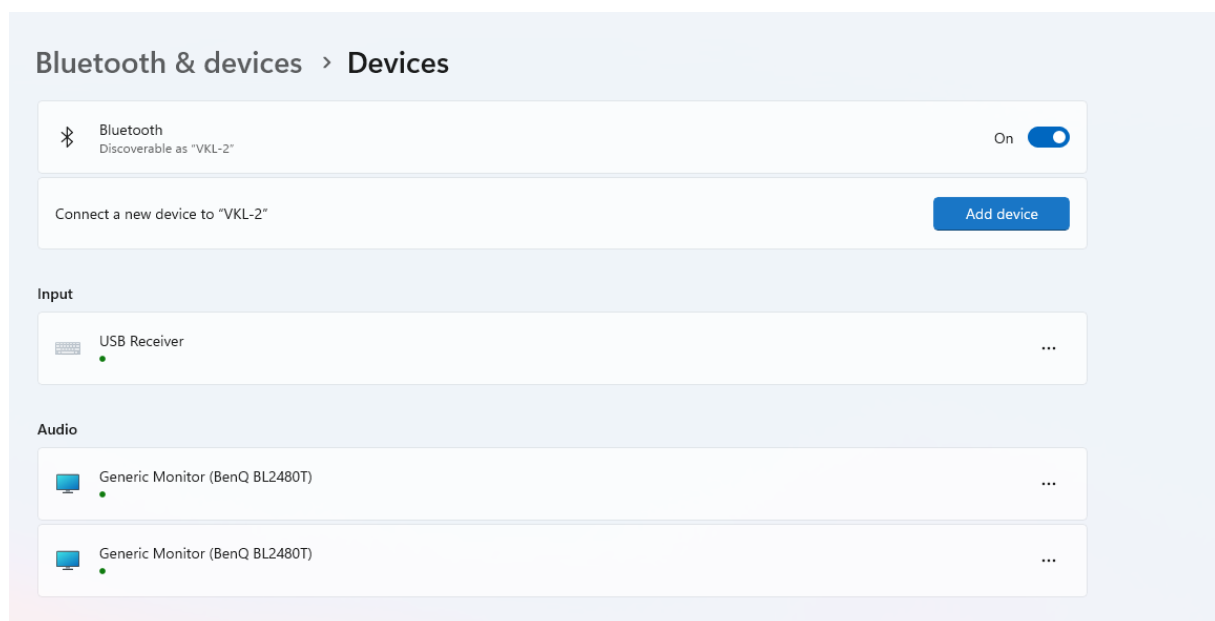 Bluetooth & devices > Devices
Bluetooth
Discoverable as “VKL-2”
On
Connect a new device to “VKL-2”
Add device
Input
USB Receiver
Audio
Generic Monitor (BenQ BL2480T)
Generic Monitor (BenQ BL2480T)